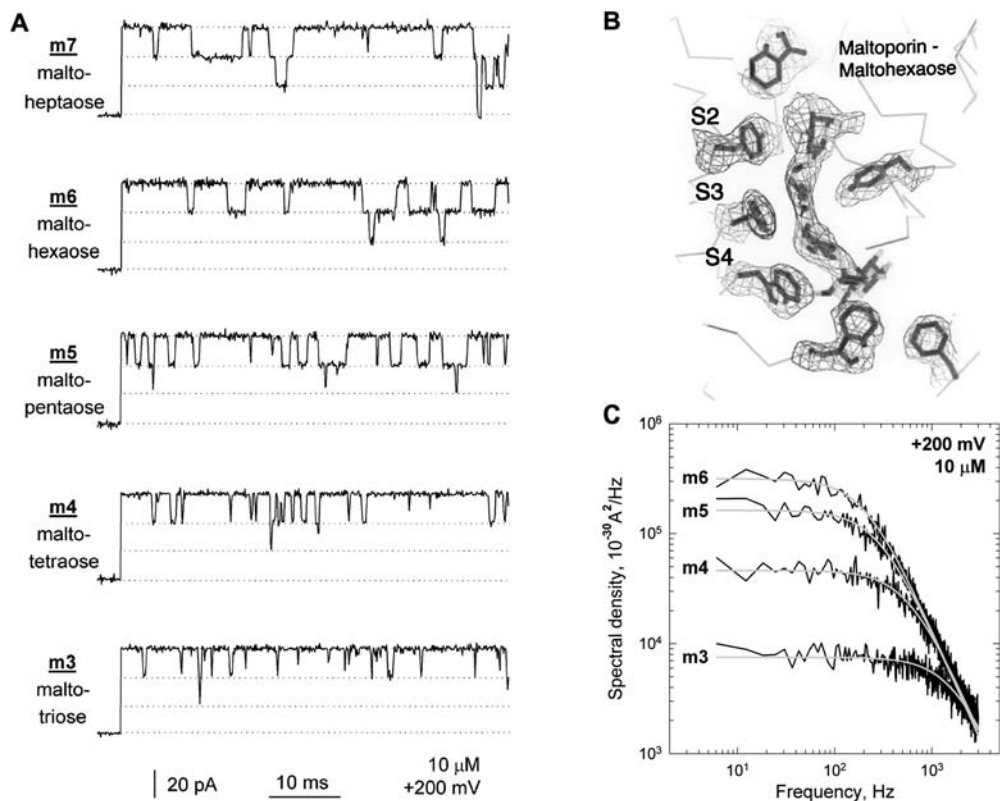 A
m7
malto-
heptaose
m6
malto-
hexaose
m5
malto-
pentaose
m4
malto-
tetraose
m3
malto-
triose
20 pA
10 ms
10 µM
+200 mV
B
Maltoporin -
Maltohexaose
S2
S3
S4
C
+200 mV
10 µM
m6
m5
m4
m3
Spectral density, 10⁻³⁰A²/Hz
10⁶
10⁵
10⁴
10³
10¹
10²
10³
Frequency, Hz